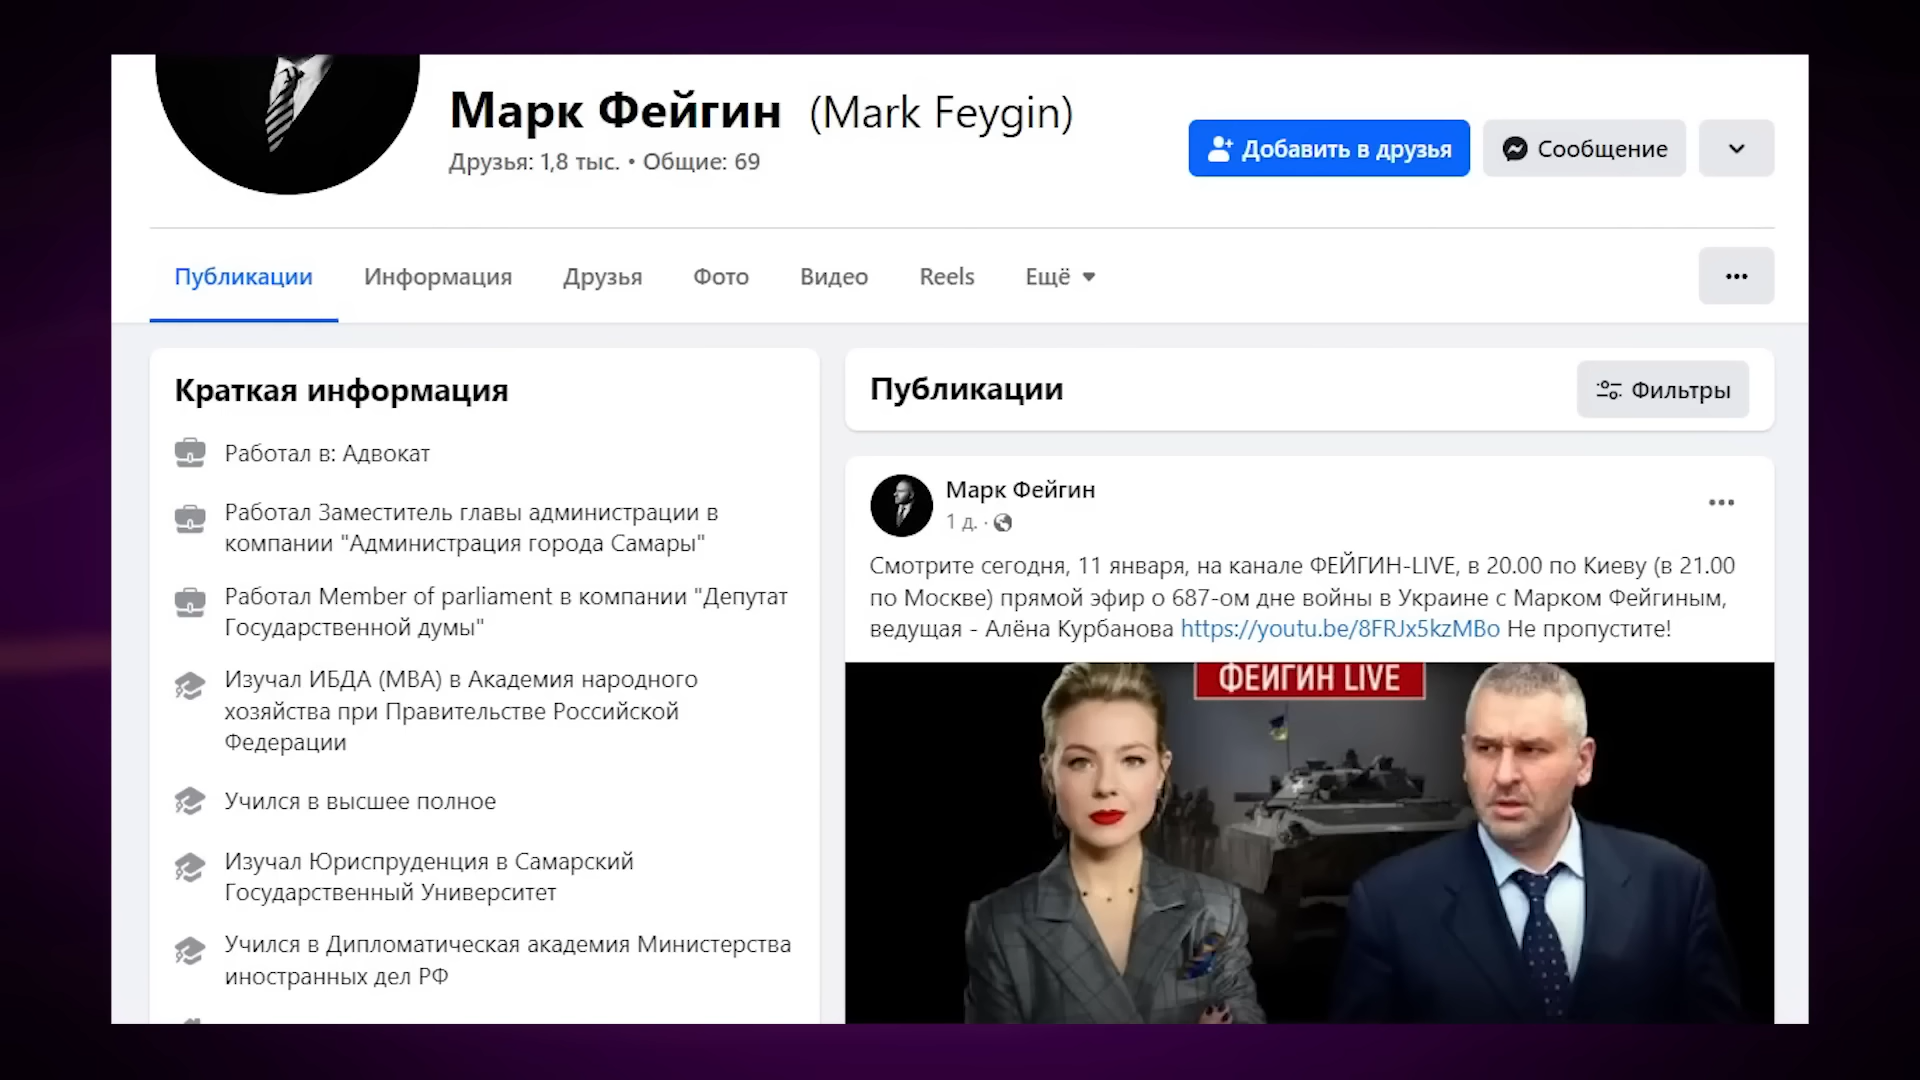 Марк Фейгин (Mark Feygin)
Друзья: 1,8 тыс. • Общие: 69
Добавить в друзья
Сообщение
Публикации
Информация
Друзья
Фото
Видео
Reels
Ещё
Краткая информация
Работал в: Адвокат
Работал Заместитель главы администрации в
компании "Администрация города Самары"
Работал Member of parliament в компании "Депутат
Государственной думы"
Изучал ИБДА (MBA) в Академия народного
хозяйства при Правительстве Российской
Федерации
Учился в высшее полное
Изучал Юриспруденция в Самарский
Государственный Университет
Учился в Дипломатическая академия Министерства
иностранных дел РФ
Публикации
Фильтры
Марк Фейгин
1 д. ·
Смотрите сегодня, 11 января, на канале ФЕЙГИН-LIVE, в 20.00 по Киеву (в 21.00
по Москве) прямой эфир о 687-ом дне войны в Украине с Марком Фейгиным,
ведущая - Алёна Курбанова https://youtu.be/8FRJx5kzMBo Не пропустите!
ФЕЙГИН LIVE